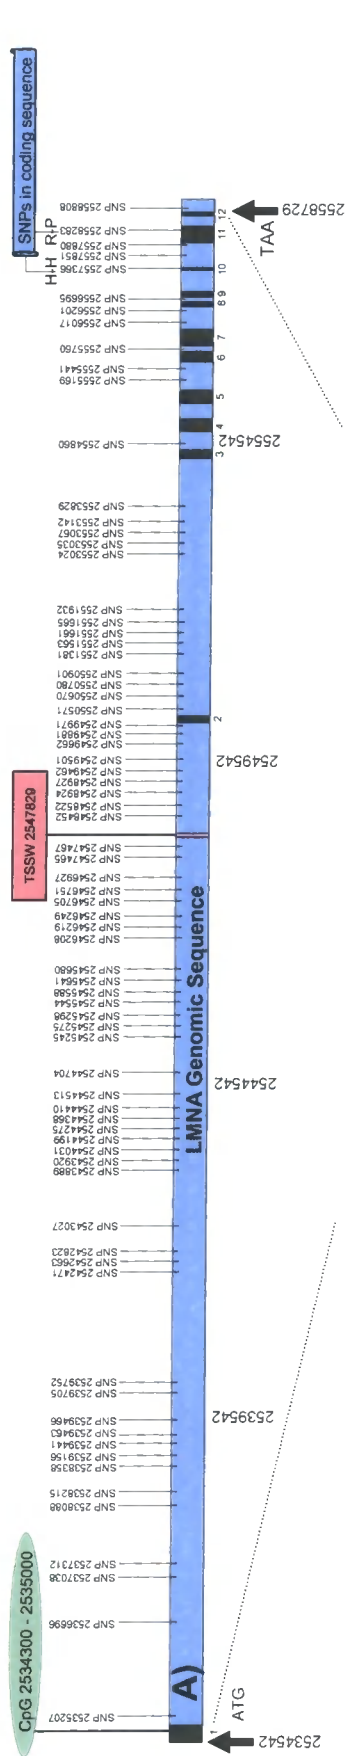 A)
LMNA Genomic Sequence
CpG 2534300 - 2535000
TSSW 2547829
SNPs in coding sequence
H-H
R-P
SNP 2535207
SNP 2536696
SNP 2537038
SNP 2537312
SNP 2538088
SNP 2538215
SNP 2538358
SNP 2539156
SNP 2539441
SNP 2539463
SNP 2539466
SNP 2539705
SNP 2539752
SNP 2542471
SNP 2542663
SNP 2542823
SNP 2543027
SNP 2543889
SNP 2543920
SNP 2544031
SNP 2544199
SNP 2544275
SNP 2544368
SNP 2544410
SNP 2544513
SNP 2544704
SNP 2545245
SNP 2545275
SNP 2545298
SNP 2545544
SNP 2545588
SNP 2545641
SNP 2545680
SNP 2546208
SNP 2546219
SNP 2546249
SNP 2546705
SNP 2546751
SNP 2546927
SNP 2547465
SNP 2547467
SNP 2548452
SNP 2548522
SNP 2548924
SNP 2548927
SNP 2549462
SNP 2549501
SNP 2549662
SNP 2549881
SNP 2549971
SNP 2550571
SNP 2550670
SNP 2550780
SNP 2550901
SNP 2551381
SNP 2551563
SNP 2551661
SNP 2551685
SNP 2551932
SNP 2553024
SNP 2553035
SNP 2553067
SNP 2553142
SNP 2553829
SNP 2554860
SNP 2555169
SNP 2555441
SNP 2555760
SNP 2556017
SNP 2556201
SNP 2556695
SNP 2557366
SNP 2557851
SNP 2557880
SNP 2558283
SNP 2558808
1
2
3
4
5
6
7
8
9
10
11
12
ATG
TAA
2534542
2539542
2544542
2549542
2554542
2558729